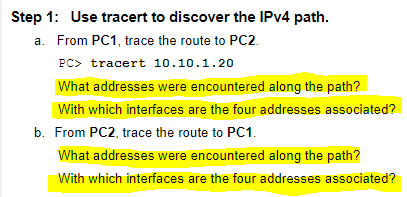 Step 1: Use tracert to discover the IPv4 path.
a. From PC1, trace the route to PC2.
PC> tracert 10.10.1.20
What addresses were encountered along the path?
With which interfaces are the four addresses associated?
b. From PC2, trace the route to PC1.
What addresses were encountered along the path?
With which interfaces are the four addresses associated?